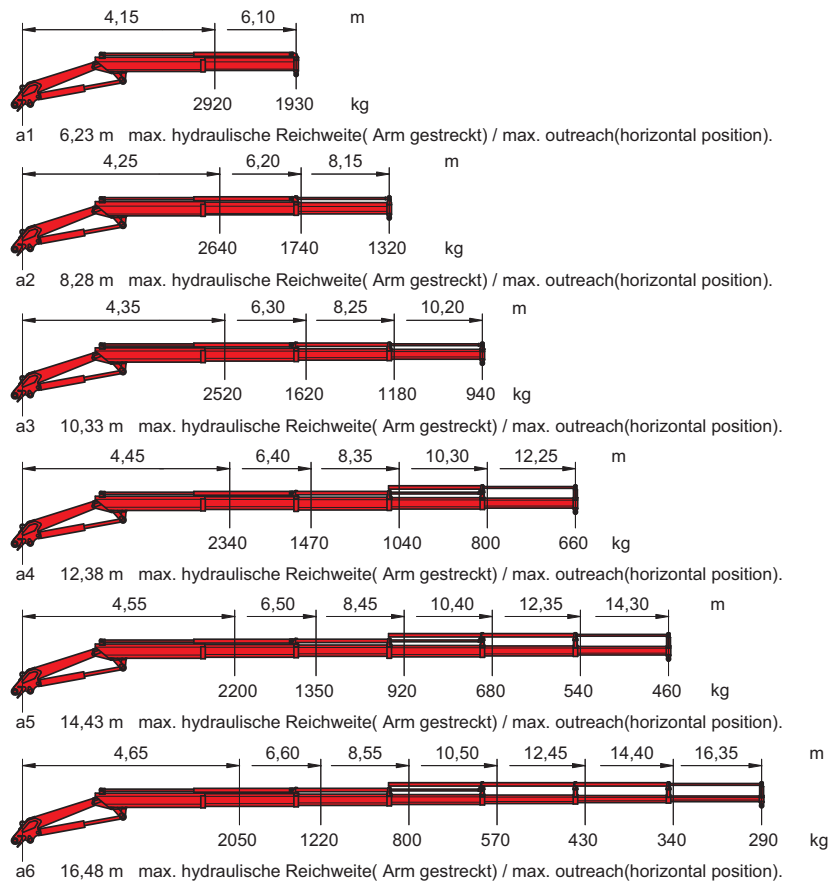 4,15 6,10 m
2920 1930 kg
a1 6,23 m max. hydraulische Reichweite( Arm gestreckt) / max. outreach(horizontal position).
4,25 6,20 8,15 m
2640 1740 1320 kg
a2 8,28 m max. hydraulische Reichweite( Arm gestreckt) / max. outreach(horizontal position).
4,35 6,30 8,25 10,20 m
2520 1620 1180 940 kg
a3 10,33 m max. hydraulische Reichweite( Arm gestreckt) / max. outreach(horizontal position).
4,45 6,40 8,35 10,30 12,25 m
2340 1470 1040 800 660 kg
a4 12,38 m max. hydraulische Reichweite( Arm gestreckt) / max. outreach(horizontal position).
4,55 6,50 8,45 10,40 12,35 14,30 m
2200 1350 920 680 540 460 kg
a5 14,43 m max. hydraulische Reichweite( Arm gestreckt) / max. outreach(horizontal position).
4,65 6,60 8,55 10,50 12,45 14,40 16,35 m
2050 1220 800 570 430 340 290 kg
a6 16,48 m max. hydraulische Reichweite( Arm gestreckt) / max. outreach(horizontal position).